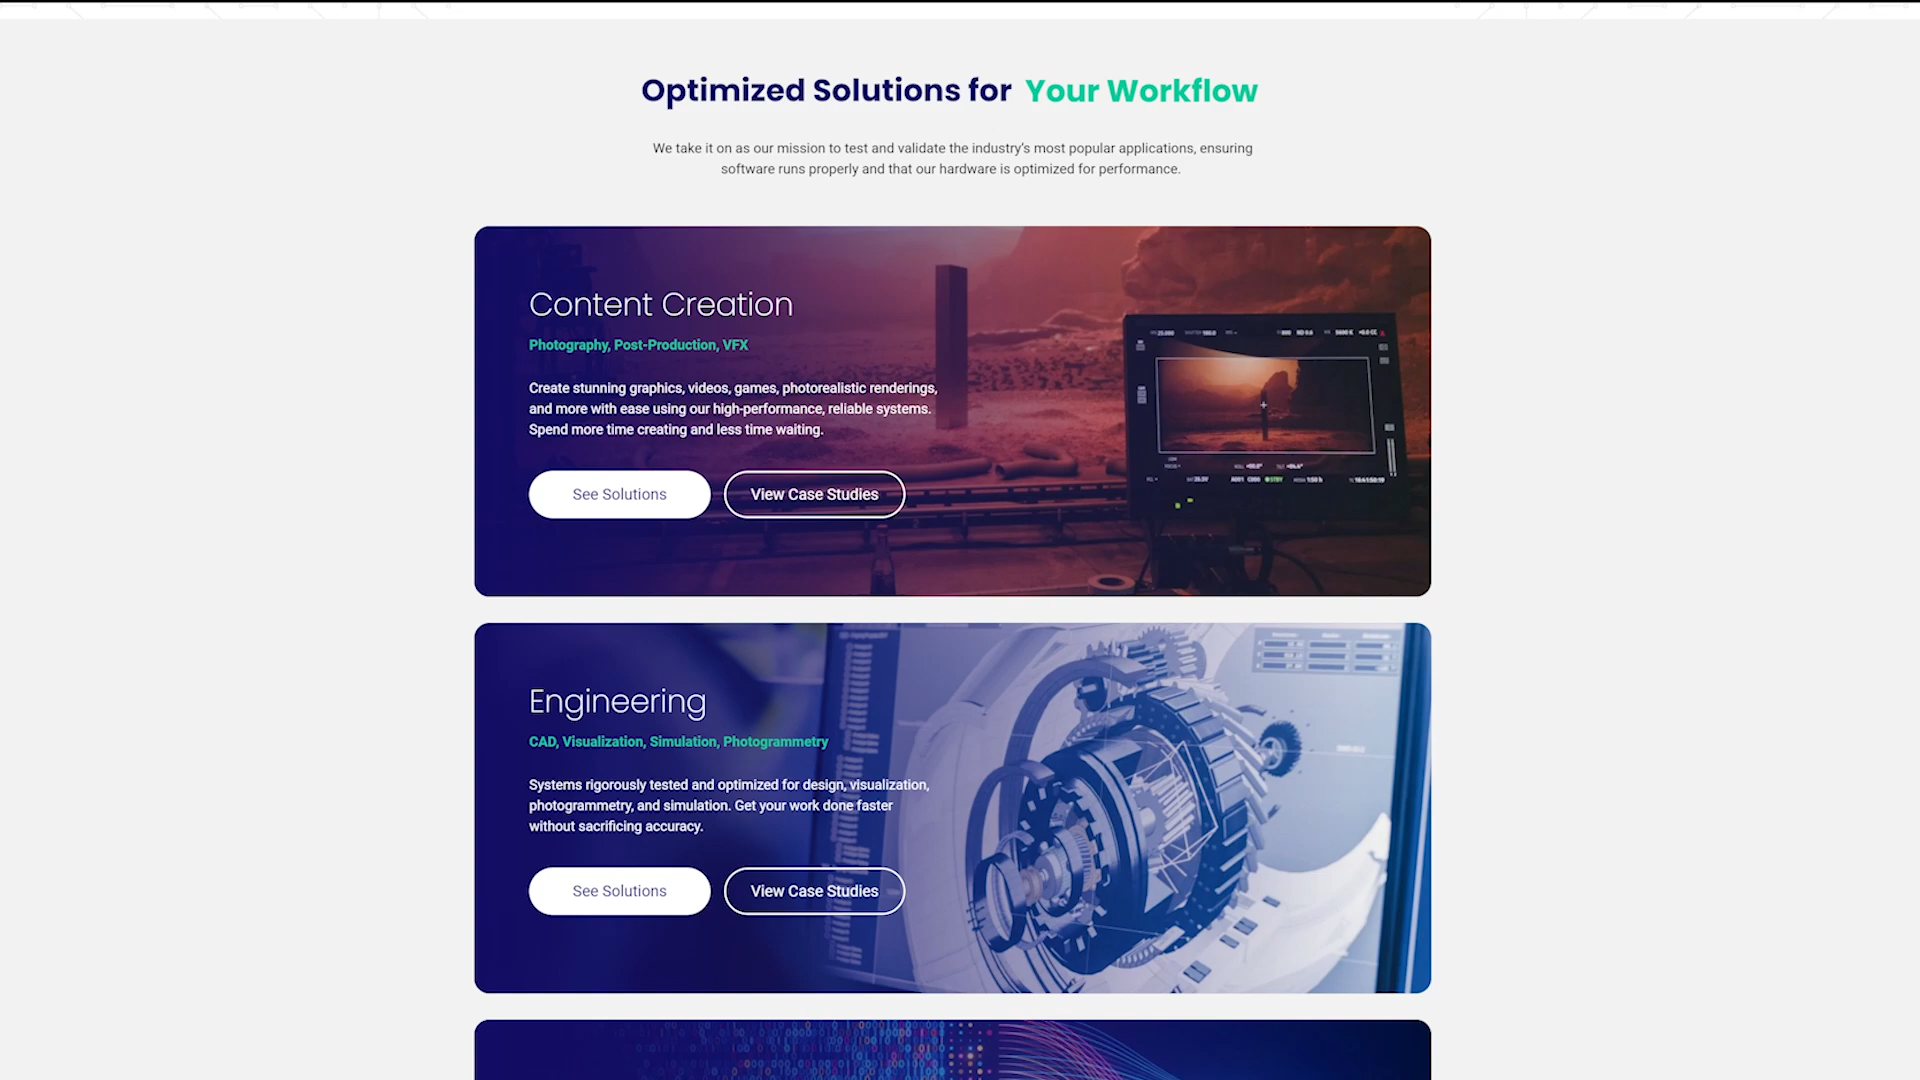 Optimized Solutions for Your Workflow
We take it on as our mission to test and validate the industry's most popular applications, ensuring
software runs properly and that our hardware is optimized for performance.
Content Creation
Photography, Post-Production, VFX
Create stunning graphics, videos, games, photorealistic renderings,
and more with ease using our high-performance, reliable systems.
Spend more time creating and less time waiting.
See Solutions
View Case Studies
Engineering
CAD, Visualization, Simulation, Photogrammetry
Systems rigorously tested and optimized for design, visualization,
photogrammetry, and simulation. Get your work done faster
without sacrificing accuracy.
See Solutions
View Case Studies